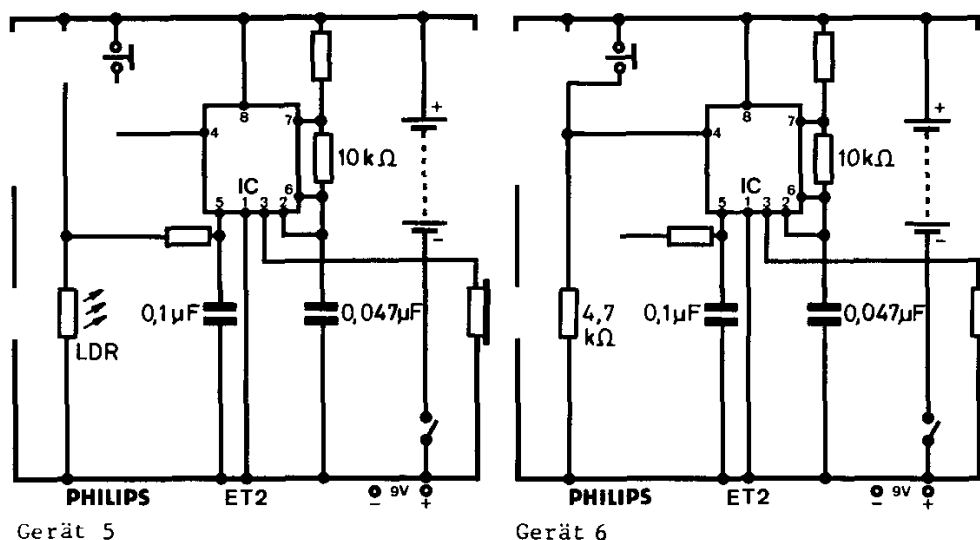 8
7
4
10kΩ
6
IC
5 1 3 2
+
-
0,1µF
0,047µF
LDR
PHILIPS ET2 - 9V +
Gerät 5
8
7
4
10kΩ
6
IC
5 1 3 2
+
-
4,7
kΩ
0,1µF
0,047µF
PHILIPS ET2 - 9V +
Gerät 6